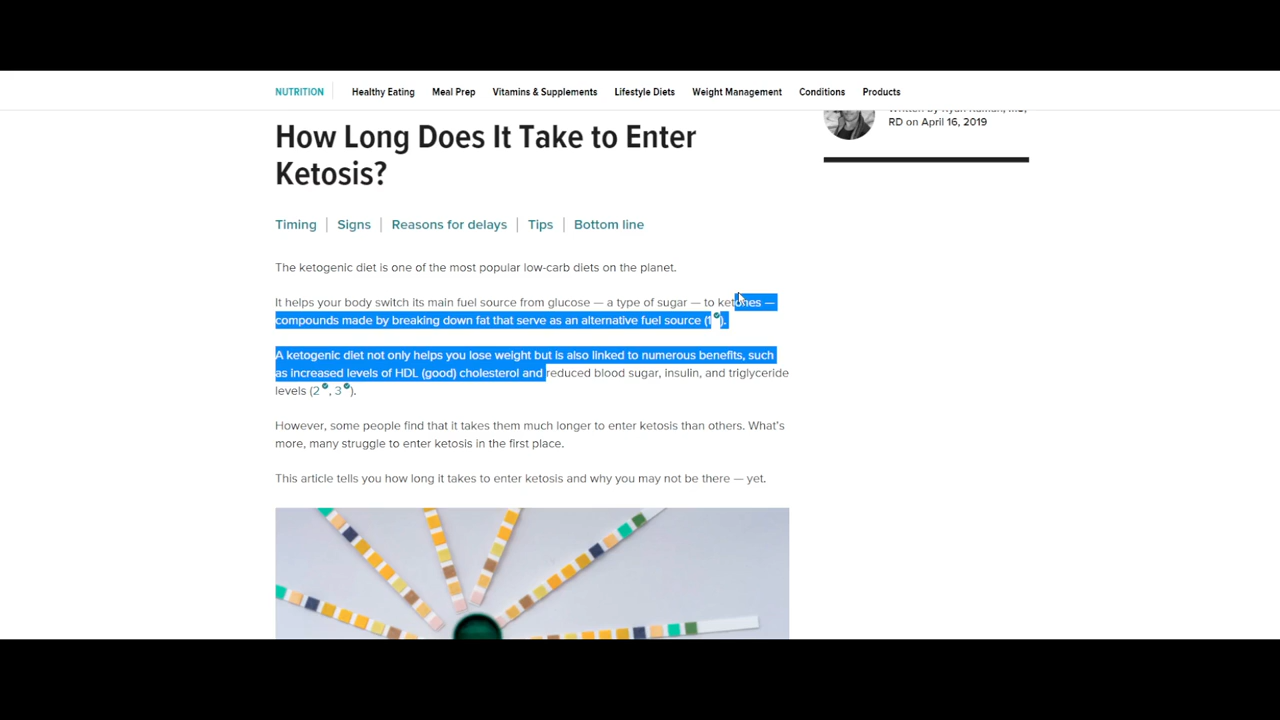 NUTRITION Healthy Eating Meal Prep Vitamins & Supplements Lifestyle Diets Weight Management Conditions Products
RD on April 16, 2019
How Long Does It Take to Enter
Ketosis?
Timing | Signs | Reasons for delays | Tips | Bottom line
The ketogenic diet is one of the most popular low-carb diets on the planet.
It helps your body switch its main fuel source from glucose — a type of sugar — to ketones —
compounds made by breaking down fat that serve as an alternative fuel source (1).
A ketogenic diet not only helps you lose weight but is also linked to numerous benefits, such
as increased levels of HDL (good) cholesterol and reduced blood sugar, insulin, and triglyceride
levels (2, 3).
However, some people find that it takes them much longer to enter ketosis than others. What’s
more, many struggle to enter ketosis in the first place.
This article tells you how long it takes to enter ketosis and why you may not be there — yet.